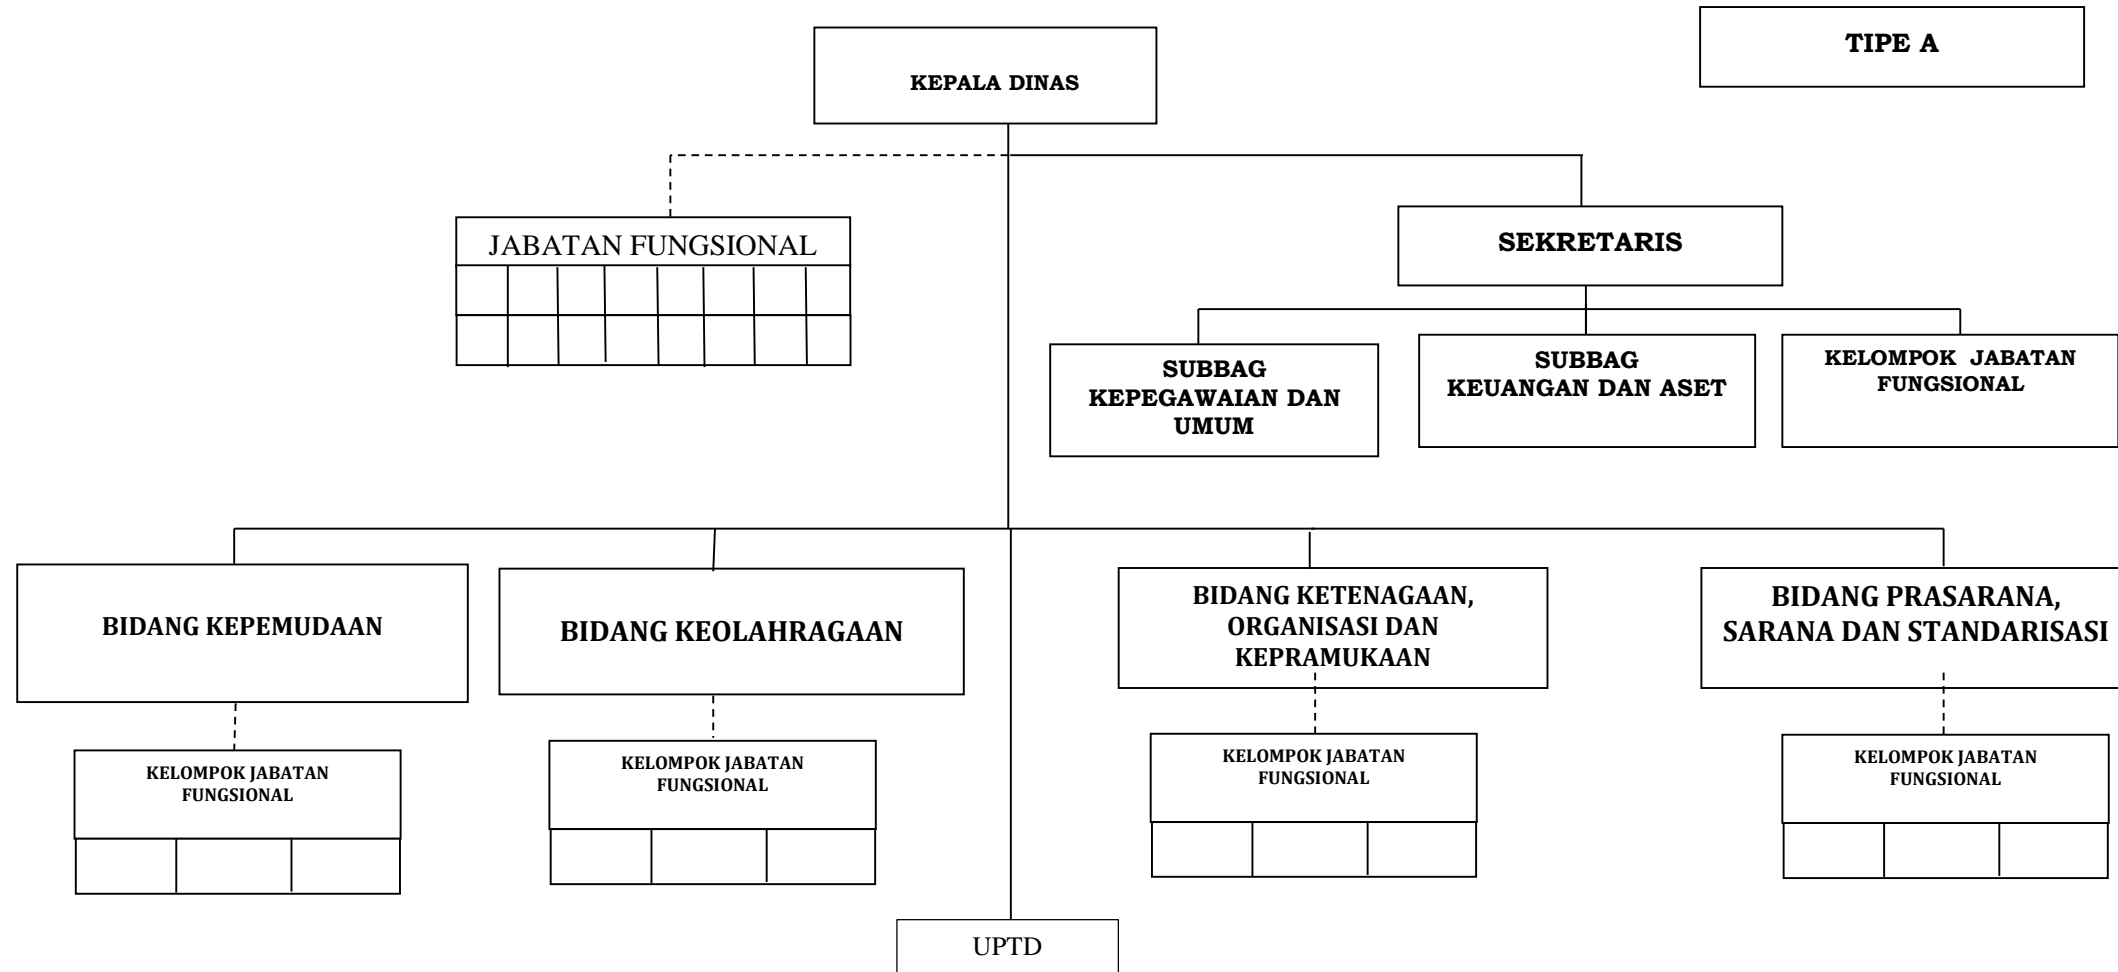 TIPE A
KEPALA DINAS
JABATAN FUNGSIONAL
SEKRETARIS
SUBBAG
KEPEGAWAIAN DAN
UMUM
SUBBAG
KEUANGAN DAN ASET
KELOMPOK JABATAN
FUNGSIONAL
BIDANG KEPEMUDAAN
BIDANG KEOLAHRAGAAN
BIDANG KETENAGAAN,
ORGANISASI DAN
KEPRAMUKAAN
BIDANG PRASARANA,
SARANA DAN STANDARISASI
KELOMPOK JABATAN
FUNGSIONAL
KELOMPOK JABATAN
FUNGSIONAL
KELOMPOK JABATAN
FUNGSIONAL
KELOMPOK JABATAN
FUNGSIONAL
UPTD